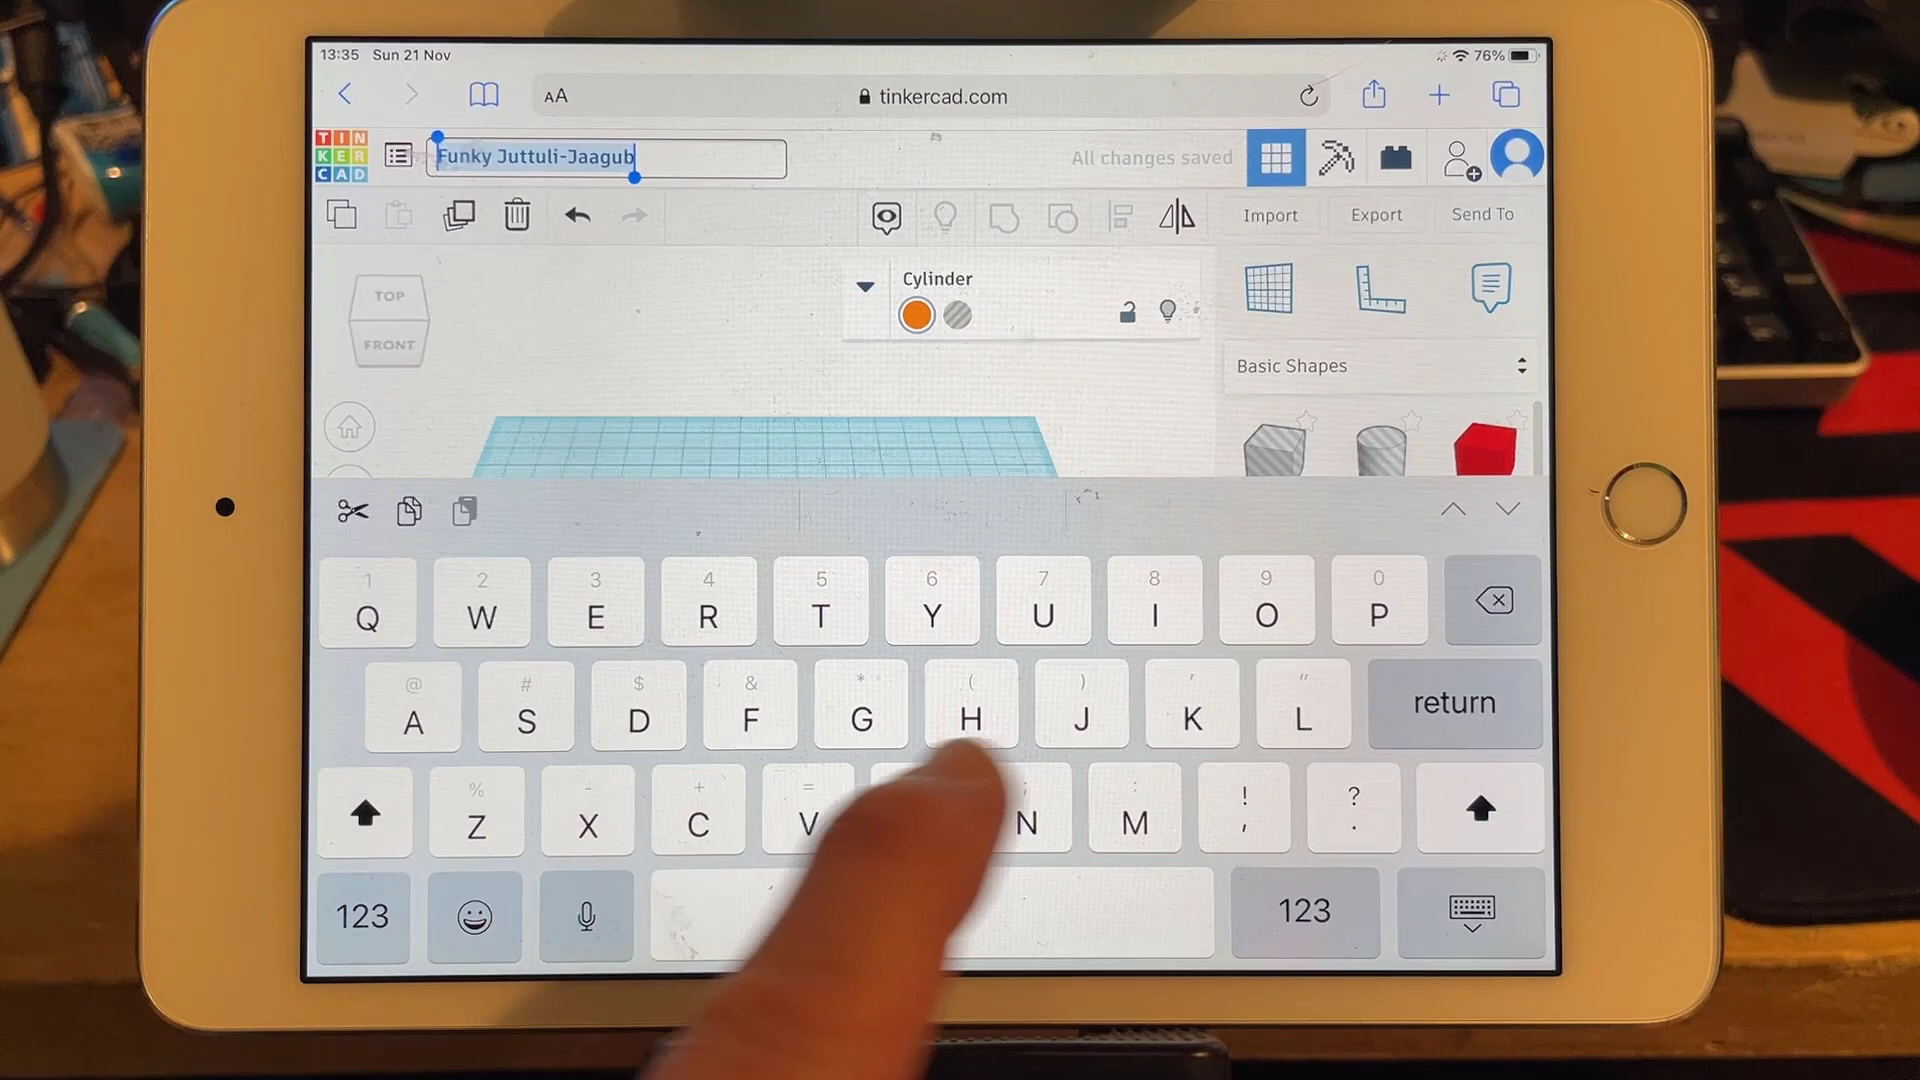 13:35 Sun 21 Nov 76%
AA tinkercad.com
TIN
KER
CAD
Funky Juttuli-Jaagub
All changes saved
Import Export Send To
Cylinder
TOP
FRONT
Basic Shapes
1 2 3 4 5 6 7 8 9 0
Q W E R T Y U I O P
@ # $ & * ( ) ' "
A S D F G H J K L return
% - + = ; : ! ?
Z X C V N M , .
123 123